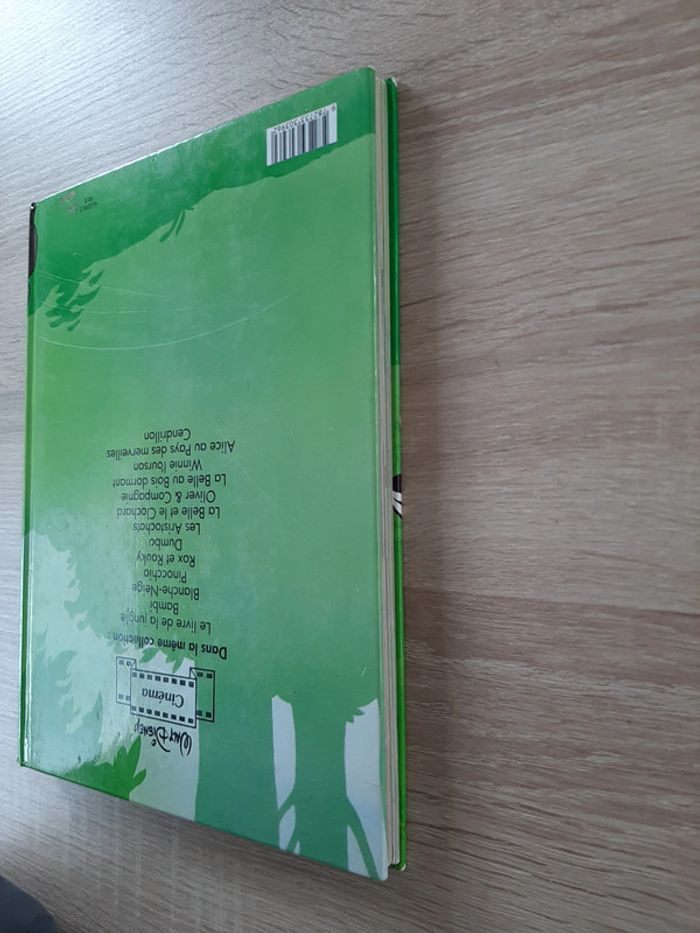 WALT DISNEY
Cinéma
Dans la même collection :
Le livre de la jungle
Bambi
Blanche-Neige
Pinocchio
Rox et Rouky
Dumbo
Les Aristochats
La Belle et le Clochard
Oliver & Compagnie
La Belle au Bois dormant
Winnie l'ourson
Alice au Pays des merveilles
Cendrillon